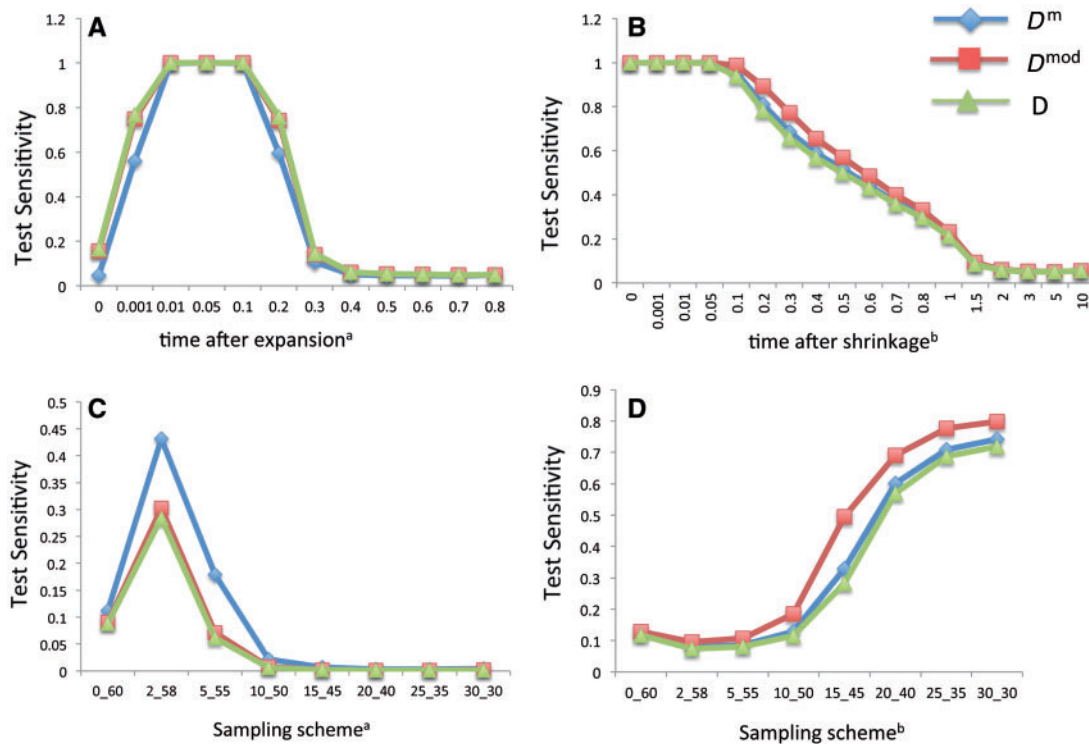 A
Test Sensitivity
1.2
1
0.8
0.6
0.4
0.2
0
0 0.001 0.01 0.05 0.1 0.2 0.3 0.4 0.5 0.6 0.7 0.8
time after expansionᵃ
B
Test Sensitivity
1.2
1
0.8
0.6
0.4
0.2
0
0 0.001 0.01 0.05 0.1 0.2 0.3 0.4 0.5 0.6 0.7 0.8 1 1.5 2 3 5 10
time after shrinkageᵇ
Dᵐ
Dᵐᵒᵈ
D
C
Test Sensitivity
0.5
0.45
0.4
0.35
0.3
0.25
0.2
0.15
0.1
0.05
0
0_60 2_58 5_55 10_50 15_45 20_40 25_35 30_30
Sampling schemeᵃ
D
Test Sensitivity
0.9
0.8
0.7
0.6
0.5
0.4
0.3
0.2
0.1
0
0_60 2_58 5_55 10_50 15_45 20_40 25_35 30_30
Sampling schemeᵇ